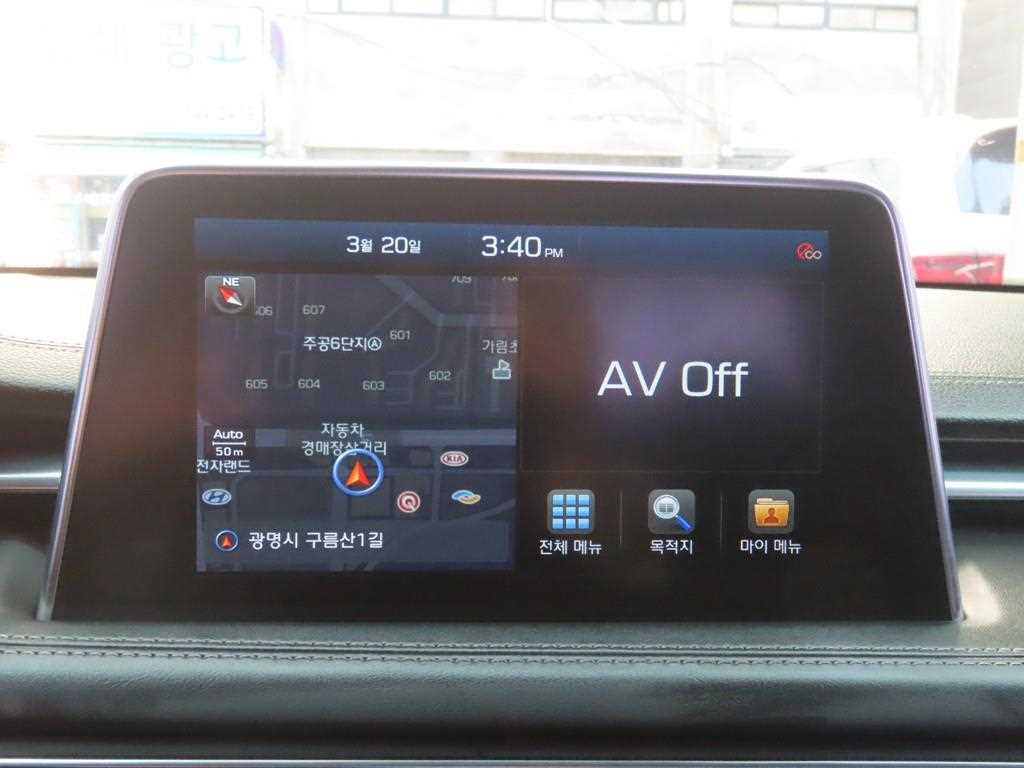 광고
3월 20일 3:40 PM
NE
709
606 607
601
주공6단지Ⓐ
가림초
605 604 603 602
AV Off
자동차
경매장삼거리
Auto
50 m
전자랜드
KIA
광명시 구름산1길
전체 메뉴 목적지 마이 메뉴